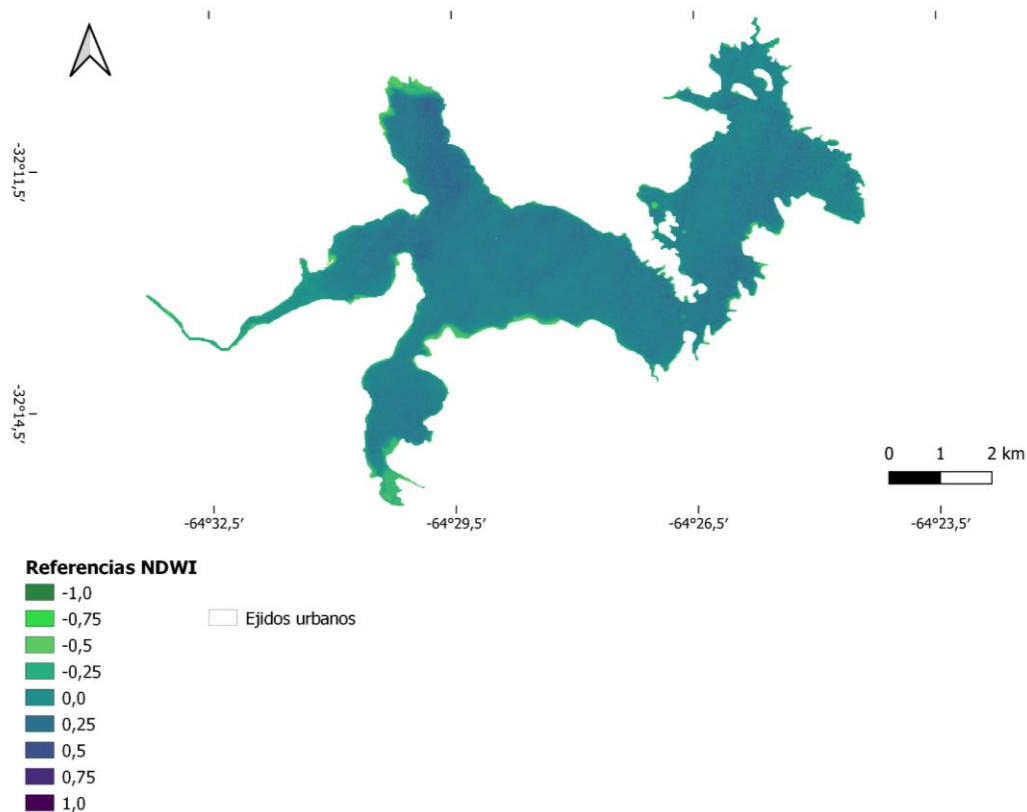 -32°11,5′
-32°14,5′
0 1 2 km
-64°32,5′ -64°29,5′ -64°26,5′ -64°23,5′
Referencias NDWI
-1,0
-0,75
-0,5
-0,25
0,0
0,25
0,5
0,75
1,0
Ejidos urbanos